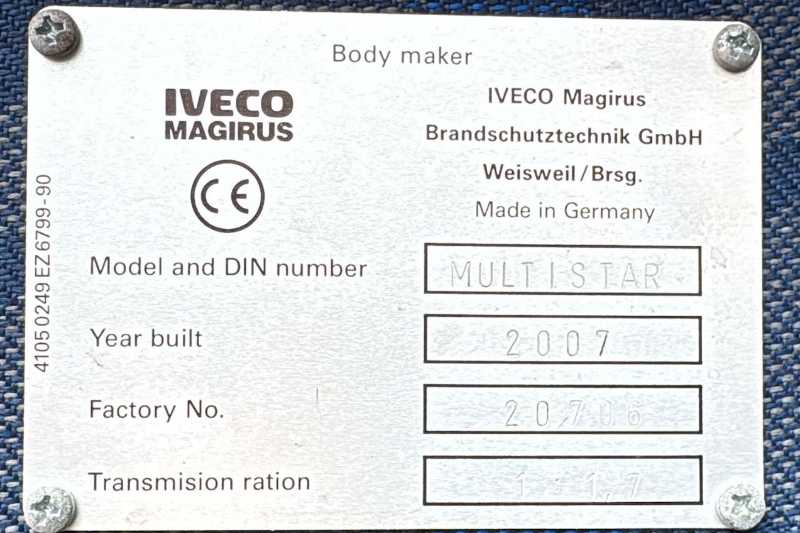 Body maker
IVECO
MAGIRUS
IVECO Magirus
Brandschutztechnik GmbH
Weisweil/Brsg.
Made in Germany
CE
Model and DIN number MULTISTAR
Year built 2007
Factory No. 20706
Transmision ration 1 : 1,7
4105 0249 EZ 6799-90